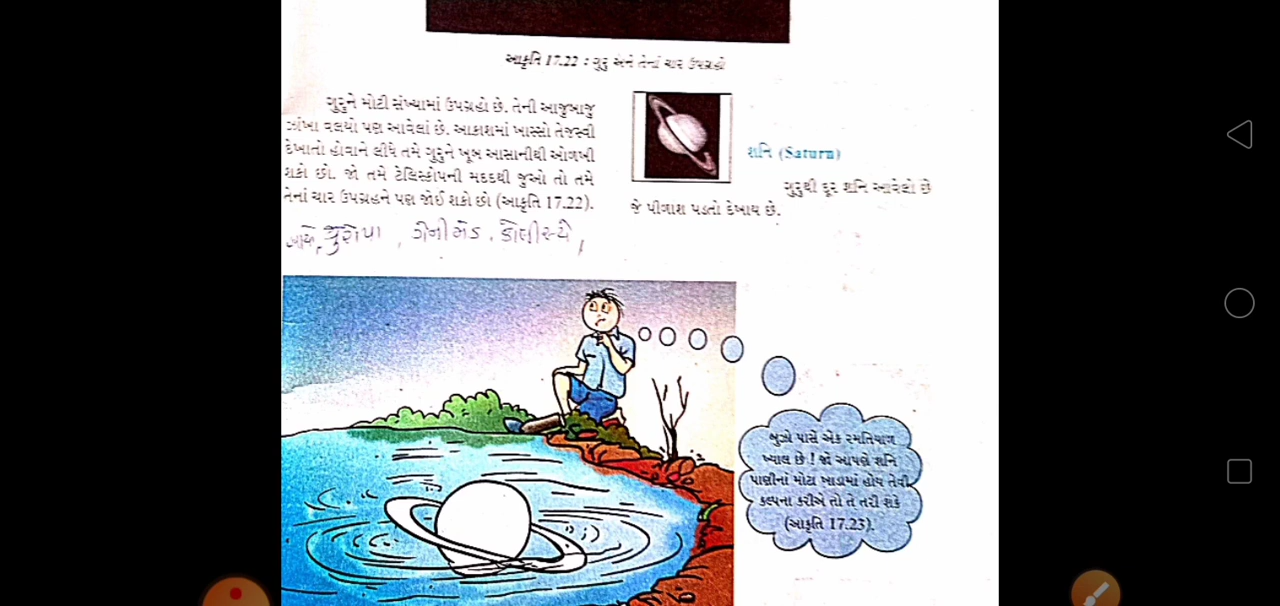 આકૃતિ 17.22 : ગુરુ અને તેનાં ચાર ઉપગ્રહો
ગુરુને મોટી સંખ્યામાં ઉપગ્રહો છે. તેની આજુબાજુ
ઝાંખા વલયો પણ આવેલાં છે. આકાશમાં ખાસ્સો તેજસ્વી
દેખાતો હોવાને લીધે તમે ગુરુને ખૂબ આસાનીથી ઓળખી
શકો છો. જો તમે ટેલિસ્કોપની મદદથી જુઓ તો તમે
તેનાં ચાર ઉપગ્રહને પણ જોઈ શકો છો (આકૃતિ 17.22).
યુરોપા , ગેનીમેડ ,
શનિ (Saturn)
ગુરુથી દૂર શનિ આવેલો છે
જે પીળાશ પડતો દેખાય છે.
બુઝો પાસે એક રમતિયાળ
ખ્યાલ છે ! જો આપણે શનિ
પાણીનાં મોટા ખાડામાં હોય તેવી
કલ્પના કરીએ તો તે તરી શકે
(આકૃતિ 17.23).